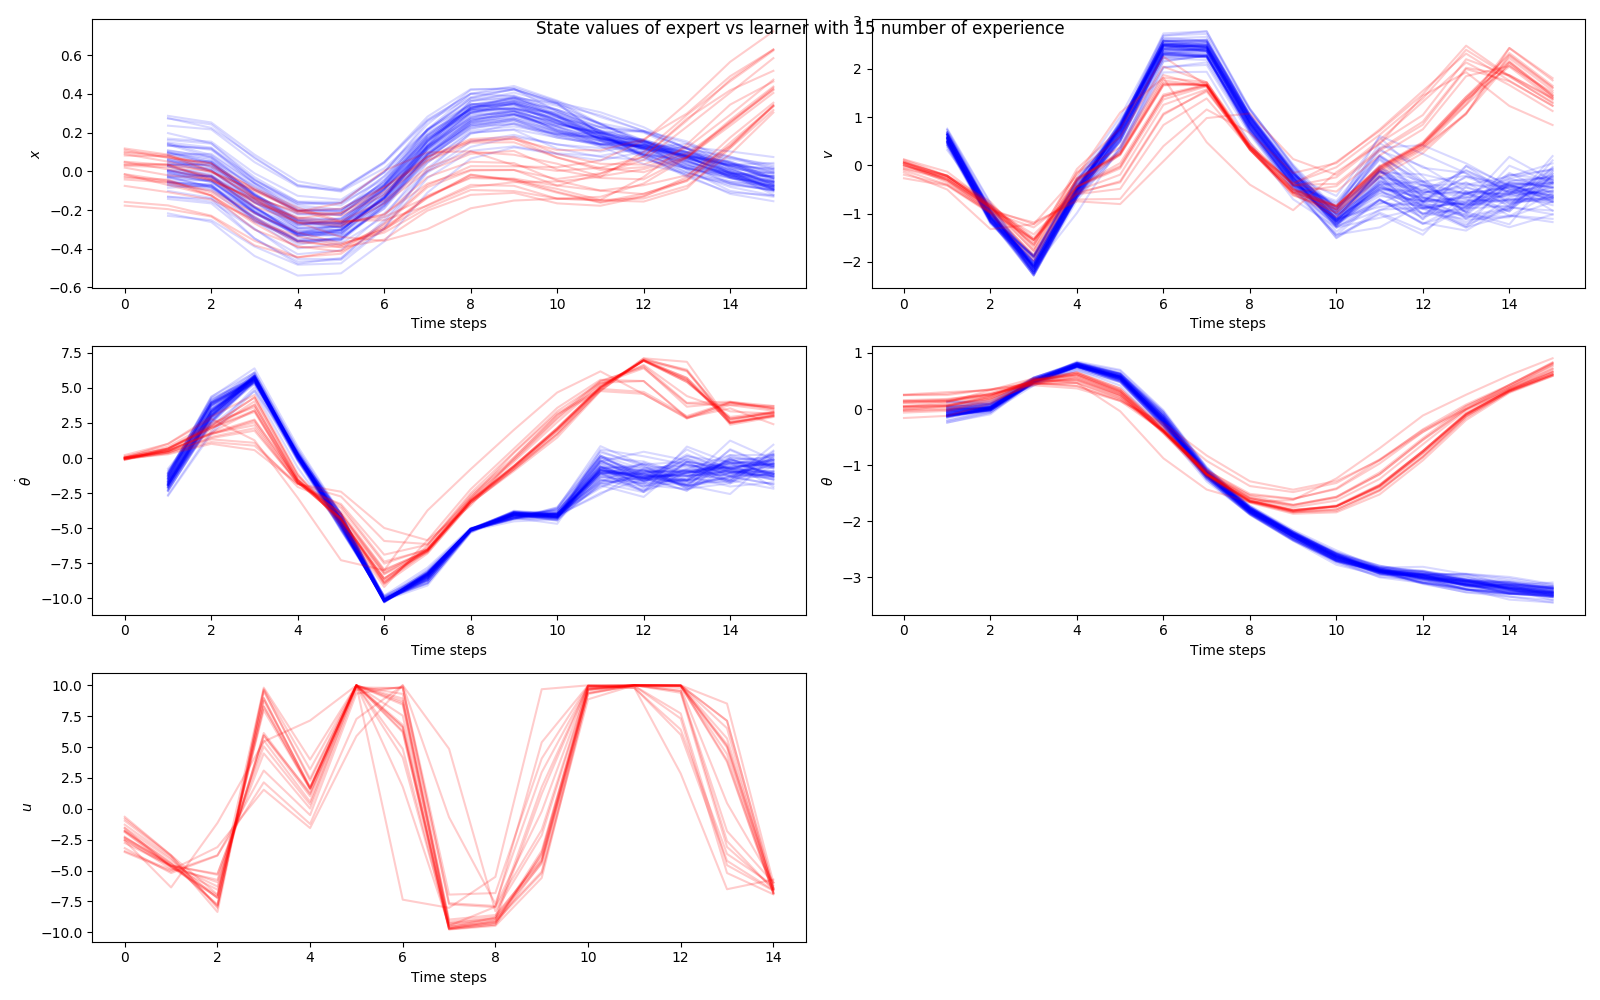 State values of expert vs learner with 15 number of experience
0.6
0.4
0.2
0.0
−0.2
−0.4
−0.6
x
0 2 4 6 8 10 12 14
Time steps
3
2
1
0
−1
−2
v
0 2 4 6 8 10 12 14
Time steps
7.5
5.0
2.5
0.0
−2.5
−5.0
−7.5
−10.0
θ̇
0 2 4 6 8 10 12 14
Time steps
1
0
−1
−2
−3
θ
0 2 4 6 8 10 12 14
Time steps
10.0
7.5
5.0
2.5
0.0
−2.5
−5.0
−7.5
−10.0
u
0 2 4 6 8 10 12 14
Time steps